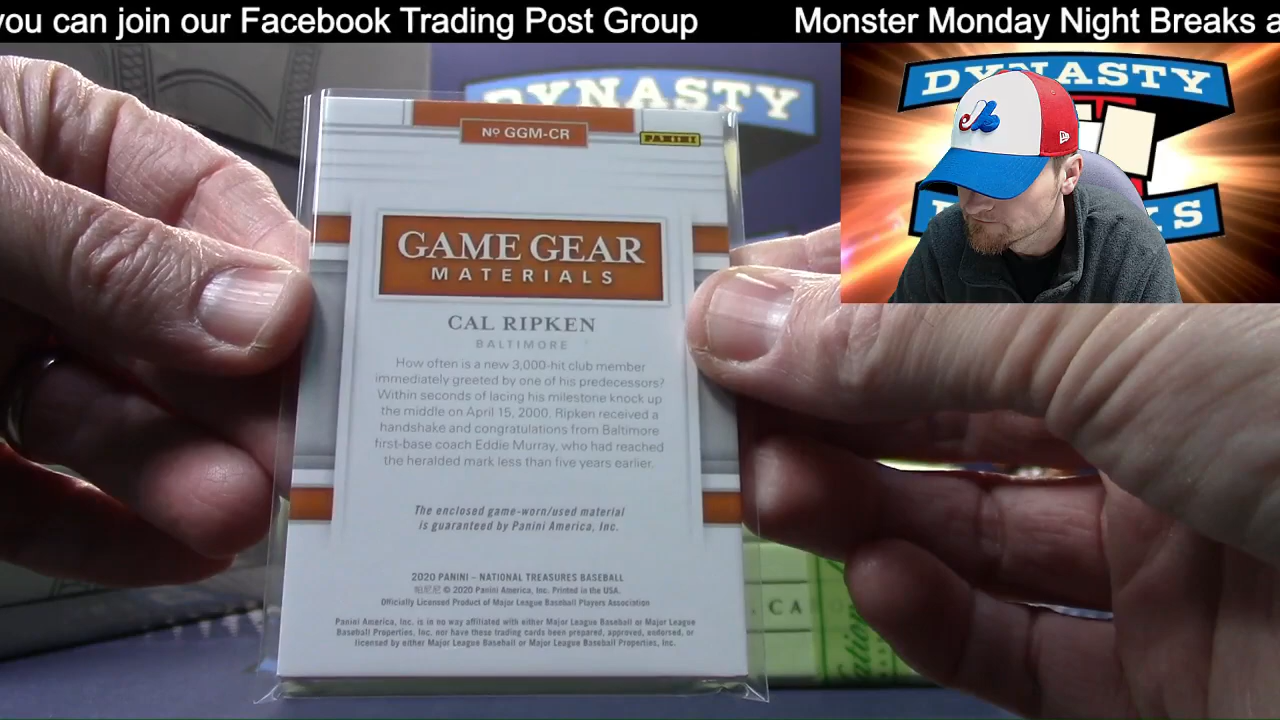 you can join our Facebook Trading Post Group Monster Monday Night Breaks a
DYNASTY
DYNASTY
KS
Nº GGM-CR
PANINI
GAME GEAR
MATERIALS
CAL RIPKEN
BALTIMORE
How often is a new 3,000-hit club member
immediately greeted by one of his predecessors?
Within seconds of lacing his milestone knock up
the middle on April 15, 2000, Ripken received a
handshake and congratulations from Baltimore
first-base coach Eddie Murray, who had reached
the heralded mark less than five years earlier.
The enclosed game-worn/used material
is guaranteed by Panini America, Inc.
2020 PANINI – NATIONAL TREASURES BASEBALL
© 2020 Panini America, Inc. Printed in the USA.
Officially Licensed Product of Major League Baseball Players Association
Panini America, Inc. is in no way affiliated with either Major League Baseball or Major League
Baseball Properties, Inc. nor have these trading cards been prepared, approved, endorsed, or
licensed by either Major League Baseball or Major League Baseball Properties, Inc.
.CA